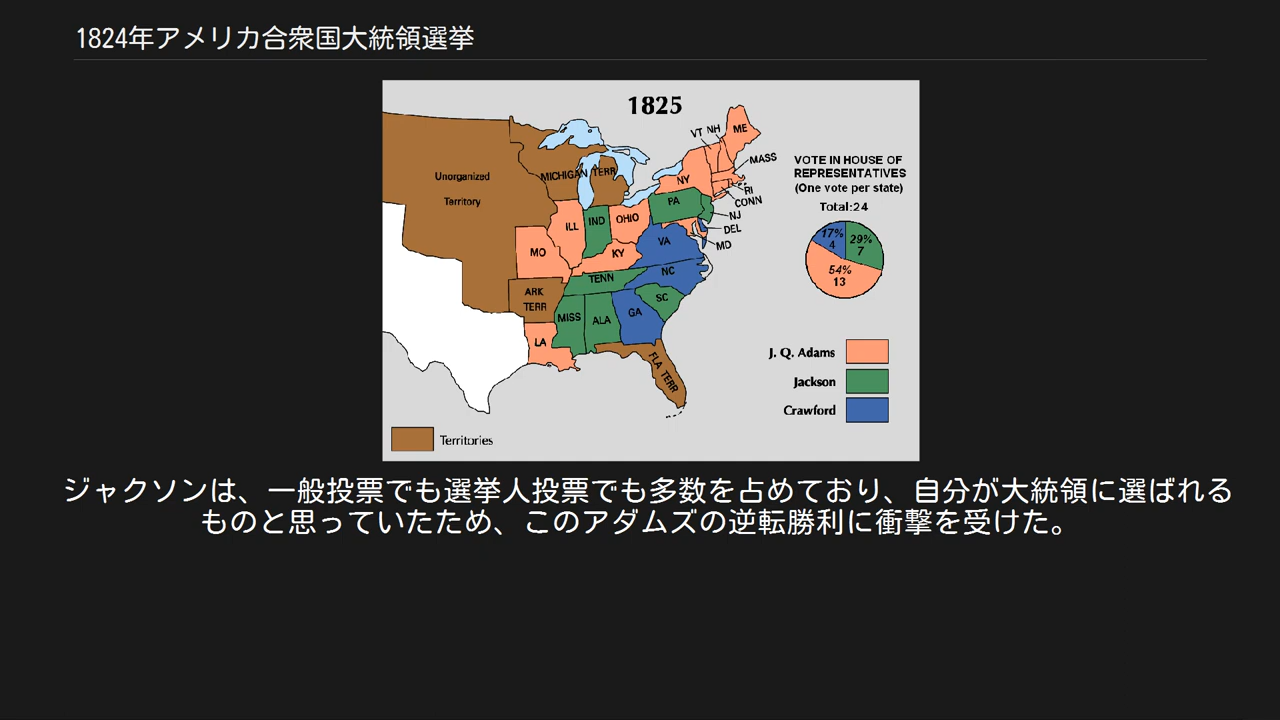 1824年アメリカ合衆国大統領選挙
1825
VT NH
ME
MASS
VOTE IN HOUSE OF
REPRESENTATIVES
(One vote per state)
Total:24
Unorganized
Territory
MICHIGAN TERR
NY
RI
CONN
PA
NJ
DEL
MD
ILL
IND
OHIO
VA
MO
KY
NC
TENN
ARK
TERR
SC
MISS
ALA
GA
LA
FLA TERR
17%
4
29%
7
54%
13
J. Q. Adams
Jackson
Crawford
Territories
ジャクソンは、一般投票でも選挙人投票でも多数を占めており、自分が大統領に選ばれる
ものと思っていたため、このアダムズの逆転勝利に衝撃を受けた。